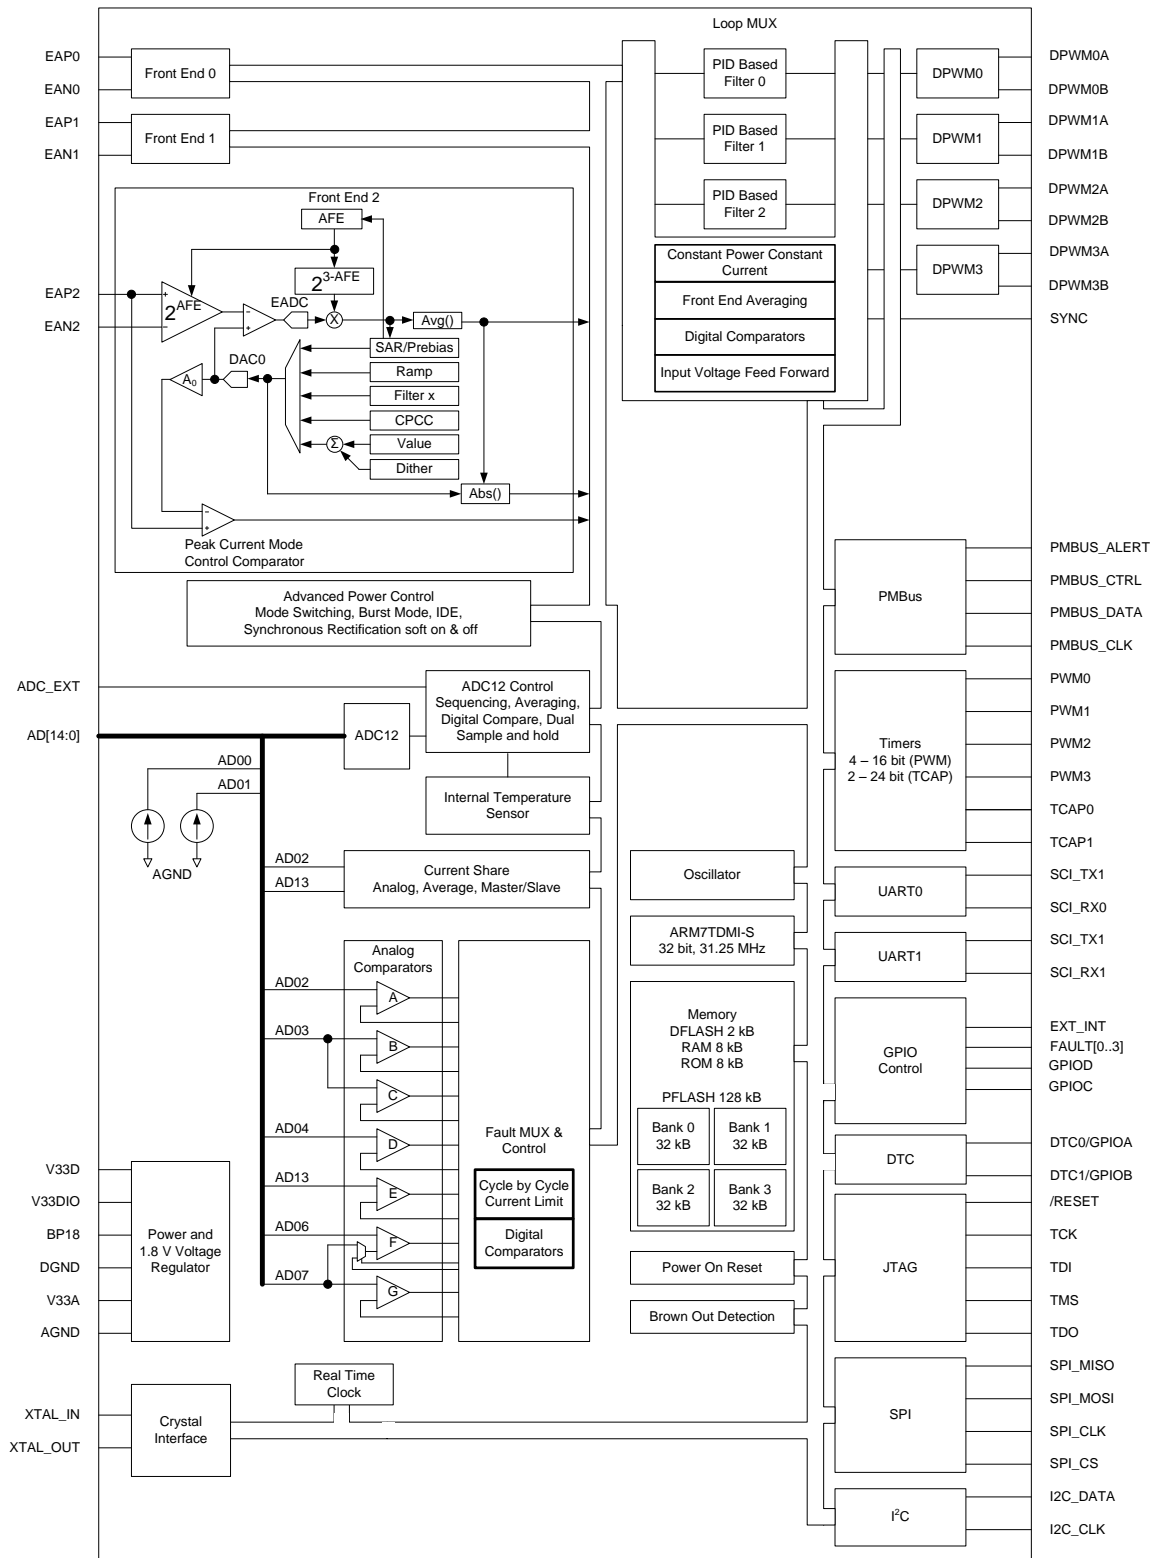 Loop MUX
EAP0
EAN0
Front End 0
EAP1
EAN1
Front End 1
PID Based
Filter 0
PID Based
Filter 1
PID Based
Filter 2
Constant Power Constant
Current
Front End Averaging
Digital Comparators
Input Voltage Feed Forward
DPWM0
DPWM1
DPWM2
DPWM3
DPWM0A
DPWM0B
DPWM1A
DPWM1B
DPWM2A
DPWM2B
DPWM3A
DPWM3B
SYNC
Front End 2
AFE
2^3-AFE
EAP2
EAN2
+
−
2^AFE
−
+
EADC
X
Avg()
SAR/Prebias
Ramp
Filter x
CPCC
Value
Dither
Σ
DAC0
A₀
Abs()
−
+
Peak Current Mode
Control Comparator
Advanced Power Control
Mode Switching, Burst Mode, IDE,
Synchronous Rectification soft on & off
ADC_EXT
AD[14:0]
ADC12
ADC12 Control
Sequencing, Averaging,
Digital Compare, Dual
Sample and hold
Internal Temperature
Sensor
AD00
AD01
AGND
AD02
AD13
Current Share
Analog, Average, Master/Slave
Analog
Comparators
AD02
AD03
AD04
AD13
AD06
AD07
A
B
C
D
E
F
G
Fault MUX &
Control
Cycle by Cycle
Current Limit
Digital
Comparators
V33D
V33DIO
BP18
DGND
V33A
AGND
Power and
1.8 V Voltage
Regulator
XTAL_IN
XTAL_OUT
Crystal
Interface
Real Time
Clock
Oscillator
ARM7TDMI-S
32 bit, 31.25 MHz
Memory
DFLASH 2 kB
RAM 8 kB
ROM 8 kB
PFLASH 128 kB
Bank 0
32 kB
Bank 1
32 kB
Bank 2
32 kB
Bank 3
32 kB
Power On Reset
Brown Out Detection
PMBus
PMBUS_ALERT
PMBUS_CTRL
PMBUS_DATA
PMBUS_CLK
Timers
4 – 16 bit (PWM)
2 – 24 bit (TCAP)
PWM0
PWM1
PWM2
PWM3
TCAP0
TCAP1
UART0
SCI_TX1
SCI_RX0
UART1
SCI_TX1
SCI_RX1
GPIO
Control
EXT_INT
FAULT[0..3]
GPIOD
GPIOC
DTC
DTC0/GPIOA
DTC1/GPIOB
JTAG
/RESET
TCK
TDI
TMS
TDO
SPI
SPI_MISO
SPI_MOSI
SPI_CLK
SPI_CS
I²C
I2C_DATA
I2C_CLK